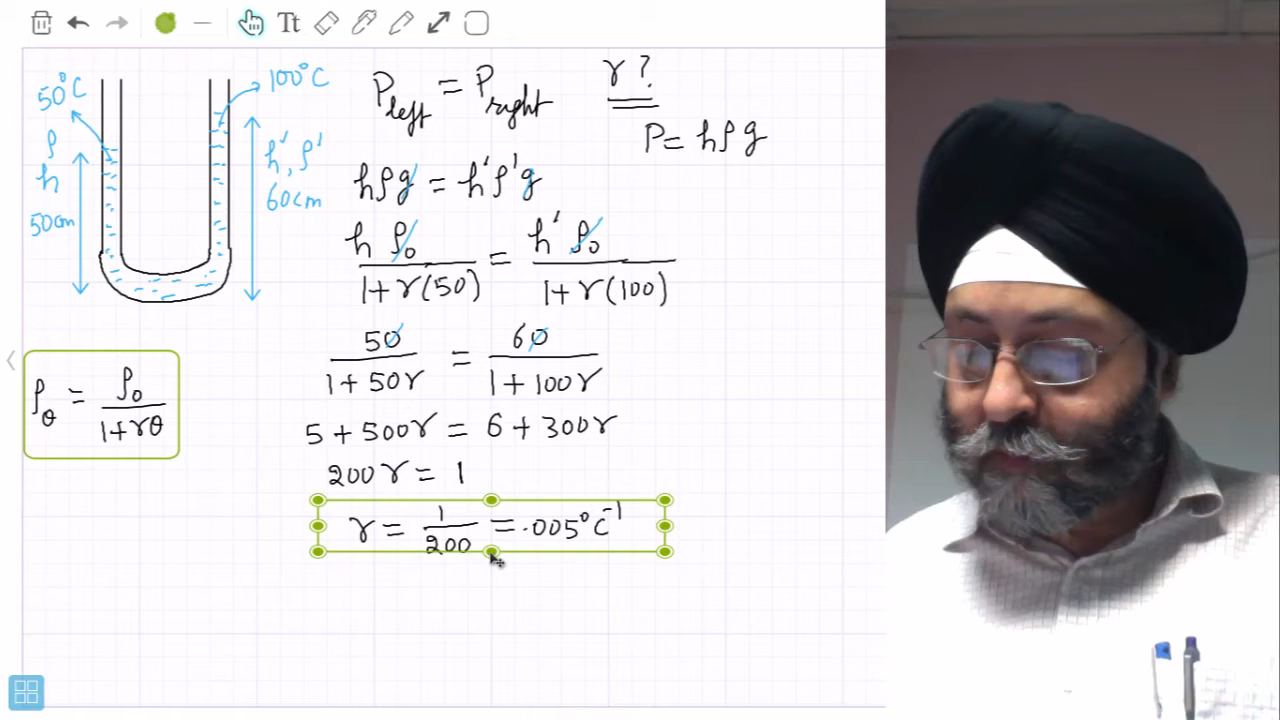 Tt
50°C
ρ
h
50cm
100°C
h', ρ'
60cm
P_left = P_right
γ ?
P = hρg
hρg = h'ρ'g
h ρ₀ / 1+γ(50) = h' ρ₀ / 1+γ(100)
50 / 1+50γ = 60 / 1+100γ
ρ_θ = ρ₀ / 1+γθ
5 + 500γ = 6 + 300γ
200γ = 1
γ = 1/200 = .005°C⁻¹